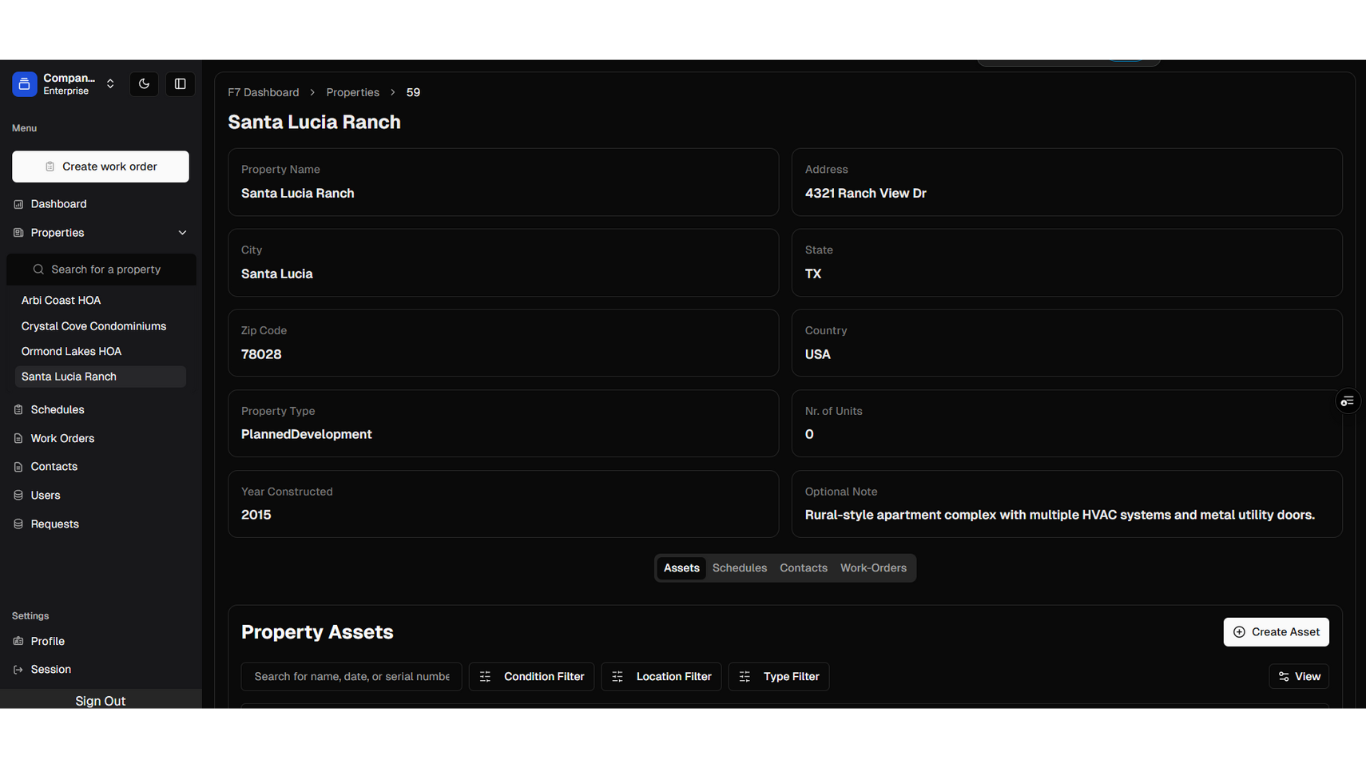 Compan...
Enterprise
Menu
Create work order
Dashboard
Properties
Search for a property
Arbi Coast HOA
Crystal Cove Condominiums
Ormond Lakes HOA
Santa Lucia Ranch
Schedules
Work Orders
Contacts
Users
Requests
Settings
Profile
Session
Sign Out
F7 Dashboard > Properties > 59
Santa Lucia Ranch
Property Name
Santa Lucia Ranch
Address
4321 Ranch View Dr
City
Santa Lucia
State
TX
Zip Code
78028
Country
USA
Property Type
PlannedDevelopment
Nr. of Units
0
Year Constructed
2015
Optional Note
Rural-style apartment complex with multiple HVAC systems and metal utility doors.
Assets Schedules Contacts Work-Orders
Property Assets
Create Asset
Search for name, date, or serial numbe
Condition Filter
Location Filter
Type Filter
View